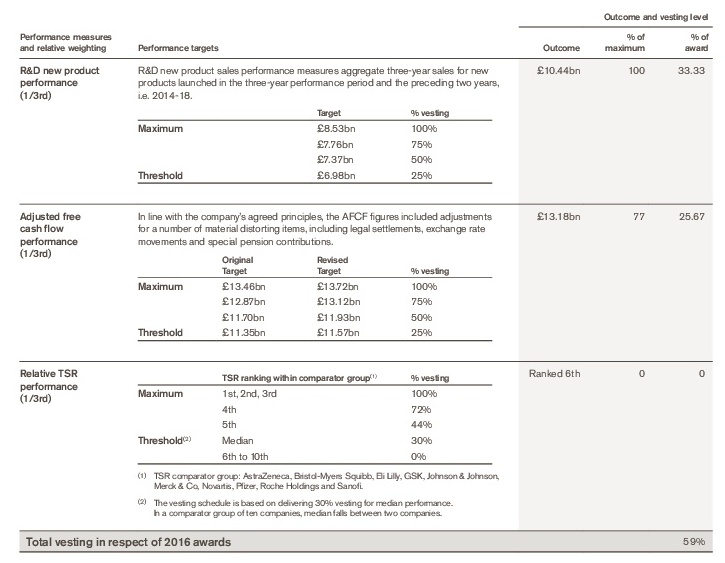 Outcome and vesting level
Performance measures
and relative weighting
Performance targets
Outcome
% of
maximum
% of
award
R&D new product
performance
(1/3rd)
R&D new product sales performance measures aggregate three-year sales for new
products launched in the three-year performance period and the preceding two years,
i.e. 2014-18.
£10.44bn 100 33.33
Target % vesting
Maximum £8.53bn 100%
£7.76bn 75%
£7.37bn 50%
Threshold £6.98bn 25%
Adjusted free
cash flow
performance
(1/3rd)
In line with the company's agreed principles, the AFCF figures included adjustments
for a number of material distorting items, including legal settlements, exchange rate
movements and special pension contributions.
£13.18bn 77 25.67
Original
Target
Revised
Target
% vesting
Maximum £13.46bn £13.72bn 100%
£12.87bn £13.12bn 75%
£11.70bn £11.93bn 50%
Threshold £11.35bn £11.57bn 25%
Relative TSR
performance
(1/3rd)
TSR ranking within comparator group(1) % vesting
Ranked 6th 0 0
Maximum 1st, 2nd, 3rd 100%
4th 72%
5th 44%
Threshold(2) Median 30%
6th to 10th 0%
(1) TSR comparator group: AstraZeneca, Bristol-Myers Squibb, Eli Lilly, GSK, Johnson & Johnson,
Merck & Co, Novartis, Pfizer, Roche Holdings and Sanofi.
(2) The vesting schedule is based on delivering 30% vesting for median performance.
In a comparator group of ten companies, median falls between two companies.
Total vesting in respect of 2016 awards 59%